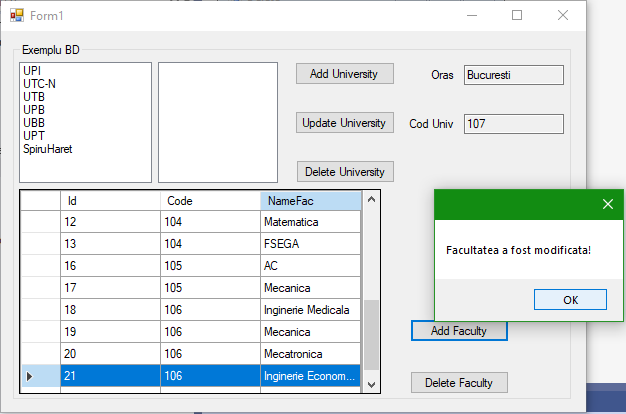 Form1
Exemplu BD
UPI
UTC-N
UTB
UPB
UBB
UPT
SpiruHaret
Add University
Update University
Delete University
Oras Bucuresti
Cod Univ 107
Id Code NameFac
12 104 Matematica
13 104 FSEGA
16 105 AC
17 105 Mecanica
18 106 Inginerie Medicala
19 106 Mecanica
20 106 Mecatronica
21 106 Inginerie Econom...
Facultatea a fost modificata!
OK
Add Faculty
Delete Faculty